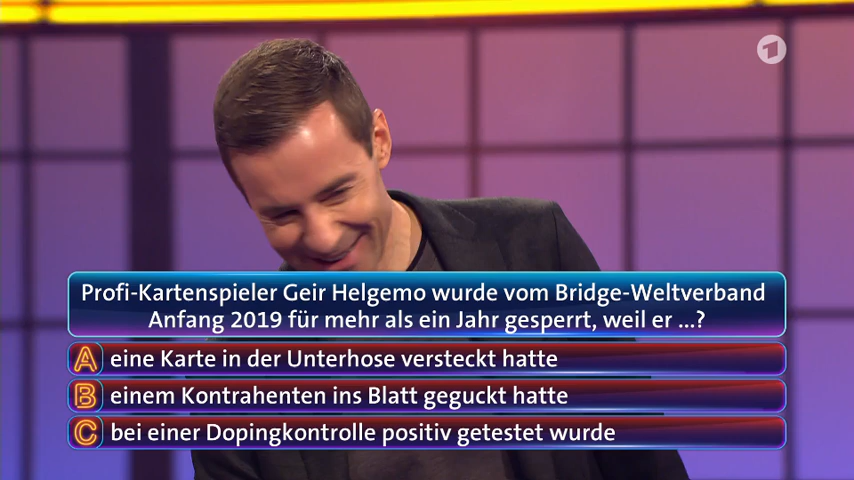 1
Profi-Kartenspieler Geir Helgemo wurde vom Bridge-Weltverband
Anfang 2019 für mehr als ein Jahr gesperrt, weil er ...?
A eine Karte in der Unterhose versteckt hatte
B einem Kontrahenten ins Blatt geguckt hatte
C bei einer Dopingkontrolle positiv getestet wurde